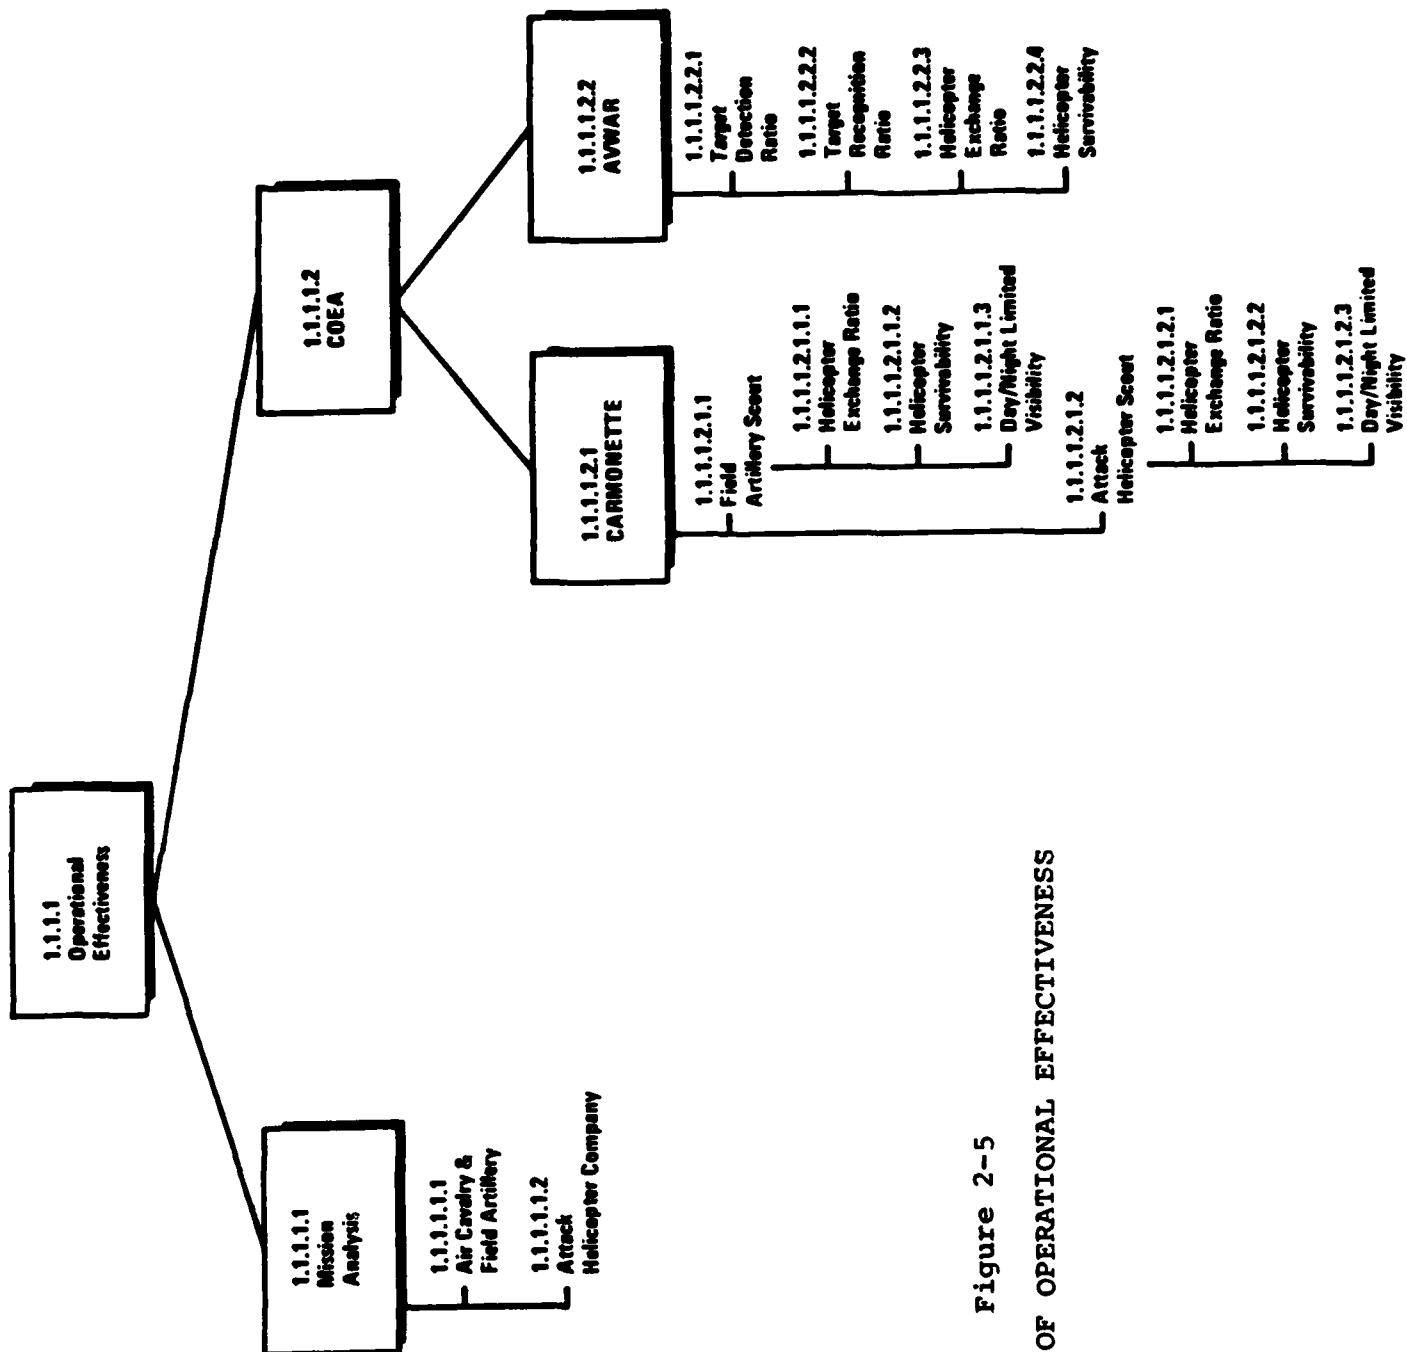 1.1.1.1
Operational
Effectiveness
1.1.1.1.1
Mission
Analysis
1.1.1.1.1.1
Air Cavalry &
Field Artillery
1.1.1.1.1.2
Attack
Helicopter Company
1.1.1.1.2
COEA
1.1.1.1.2.1
CARMONETTE
1.1.1.1.2.1.1
Field
Artillery Scout
1.1.1.1.2.1.1.1
Helicopter
Exchange Ratio
1.1.1.1.2.1.1.2
Helicopter
Survivability
1.1.1.1.2.1.1.3
Day/Night Limited
Visibility
1.1.1.1.2.1.2
Attack
Helicopter Scout
1.1.1.1.2.1.2.1
Helicopter
Exchange Ratio
1.1.1.1.2.1.2.2
Helicopter
Survivability
1.1.1.1.2.1.2.3
Day/Night Limited
Visibility
1.1.1.1.2.2
AVWAR
1.1.1.1.2.2.1
Target
Detection
Ratio
1.1.1.1.2.2.2
Target
Recognition
Ratio
1.1.1.1.2.2.3
Helicopter
Exchange
Ratio
1.1.1.1.2.2.4
Helicopter
Survivability
Figure 2-5
OF OPERATIONAL EFFECTIVENESS